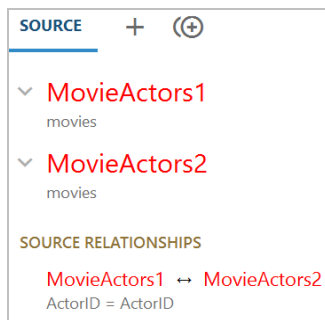 SOURCE
MovieActors1
movies
MovieActors2
movies
SOURCE RELATIONSHIPS
MovieActors1 ↔ MovieActors2
ActorID = ActorID